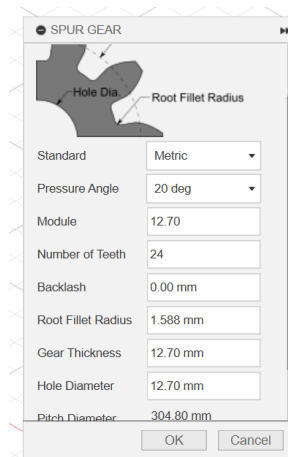 SPUR GEAR
Hole Dia.
Root Fillet Radius
Standard Metric
Pressure Angle 20 deg
Module 12.70
Number of Teeth 24
Backlash 0.00 mm
Root Fillet Radius 1.588 mm
Gear Thickness 12.70 mm
Hole Diameter 12.70 mm
Pitch Diameter 304.80 mm
OK Cancel